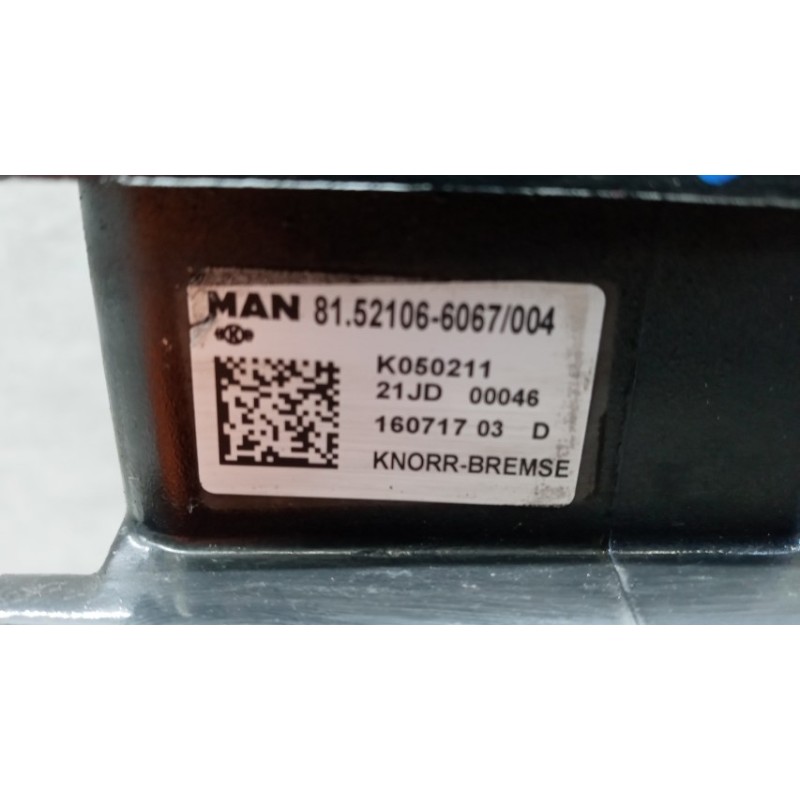 MAN 81.52106-6067/004
K
K050211
21JD 00046
160717 03 D
KNORR-BREMSE